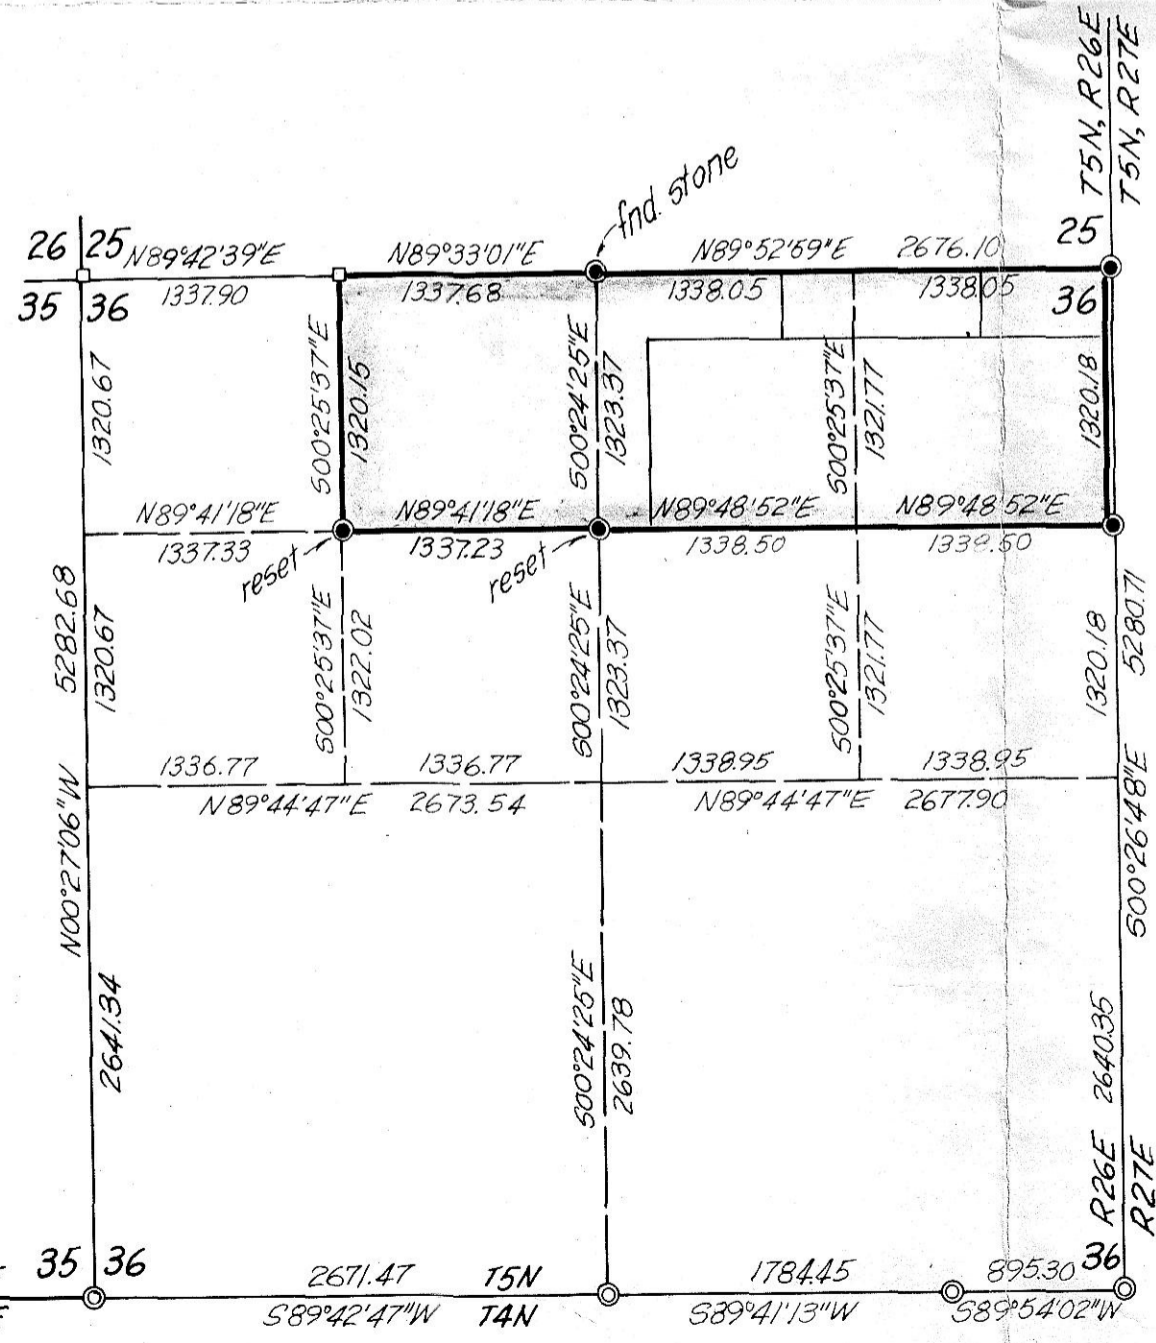 T5N, R26E
T5N, R27E
fnd. stone
26 25
N89°42'39"E
N89°33'01"E
N89°52'59"E
2676.10
25
35 36
1337.90
1337.68
1338.05
1338.05
36
1320.67
S00°25'37"E
1320.15
S00°24'25"E
1323.37
S00°25'37"E
1321.77
1320.18
N89°41'18"E
N89°41'18"E
N89°48'52"E
N89°48'52"E
1337.33
1337.23
1338.50
1338.50
reset
reset
5282.68
1320.67
S00°25'37"E
1322.02
S00°24'25"E
1323.37
S00°25'37"E
1321.77
1320.18
5280.71
1336.77
1336.77
1338.95
1338.95
N89°44'47"E
2673.54
N89°44'47"E
2677.90
N00°27'06"W
S00°26'48"E
2641.34
S00°24'25"E
2639.78
2640.35
R26E
R27E
35 36
2671.47
T5N
1784.45
895.30
36
S89°42'47"W
T4N
S89°41'13"W
S89°54'02"W